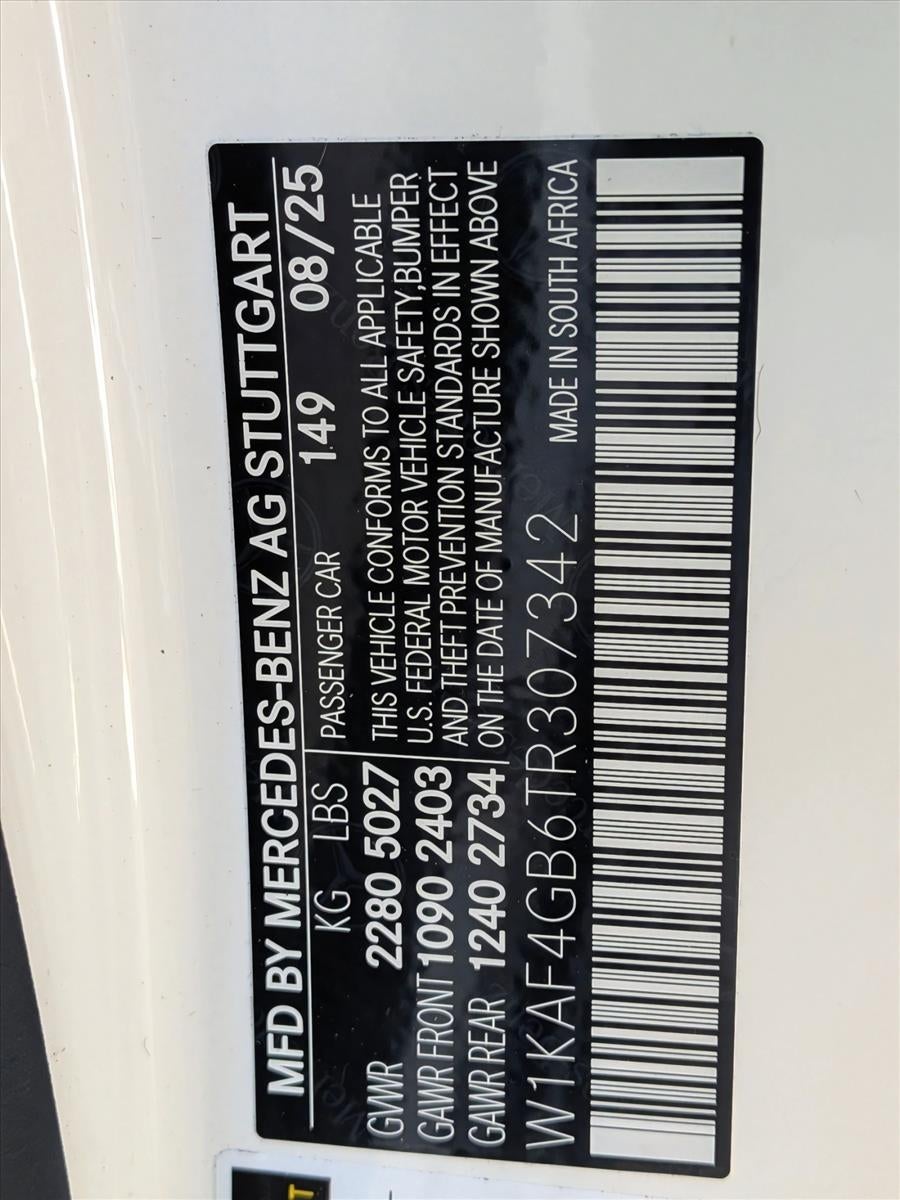 MFD BY MERCEDES-BENZ AG STUTTGART
KG LBS PASSENGER CAR 149 08/25
GVWR 2280 5027
GAWR FRONT 1090 2403
GAWR REAR 1240 2734
THIS VEHICLE CONFORMS TO ALL APPLICABLE
U.S. FEDERAL MOTOR VEHICLE SAFETY,BUMPER
AND THEFT PREVENTION STANDARDS IN EFFECT
ON THE DATE OF MANUFACTURE SHOWN ABOVE
W1KAF4GB6TR307342 MADE IN SOUTH AFRICA